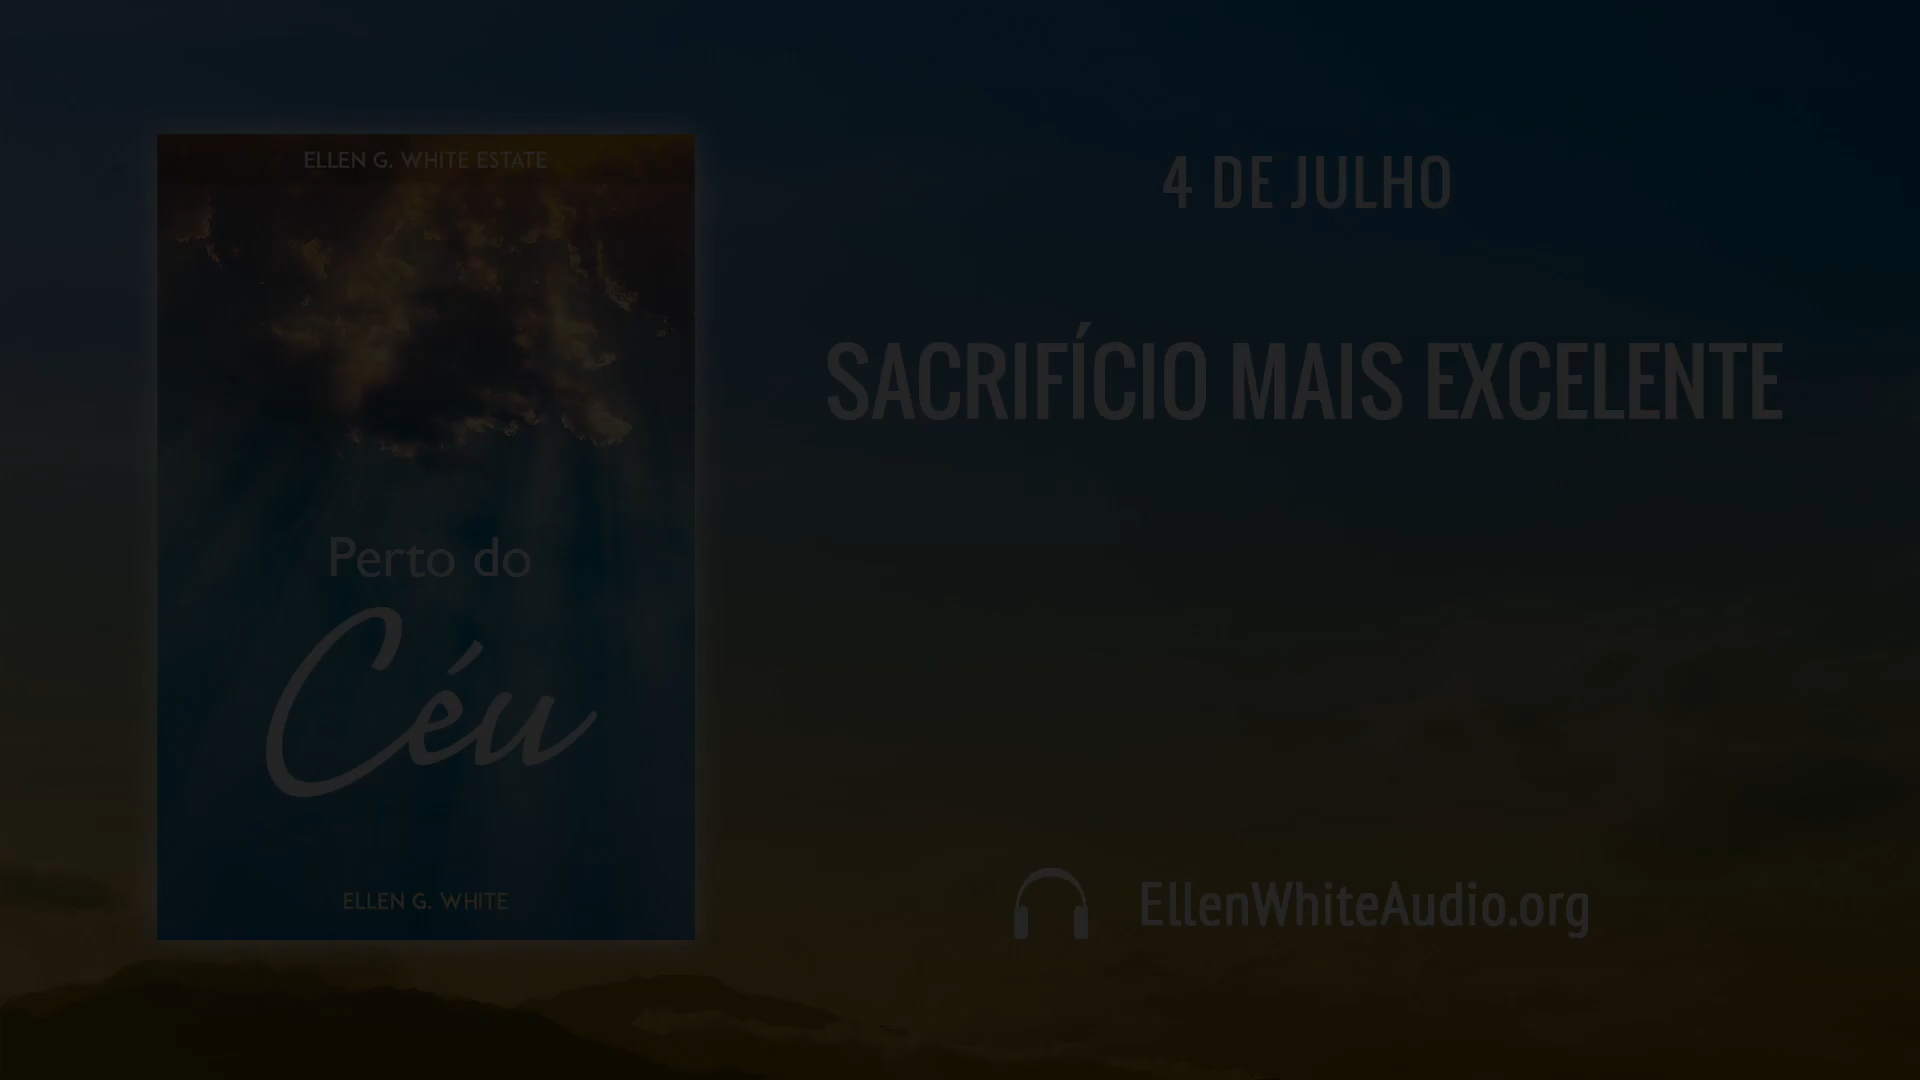 ELLEN G. WHITE ESTATE
Perto do
Céu
ELLEN G. WHITE
4 DE JULHO
SACRIFÍCIO MAIS EXCELENTE
EllenWhiteAudio.org